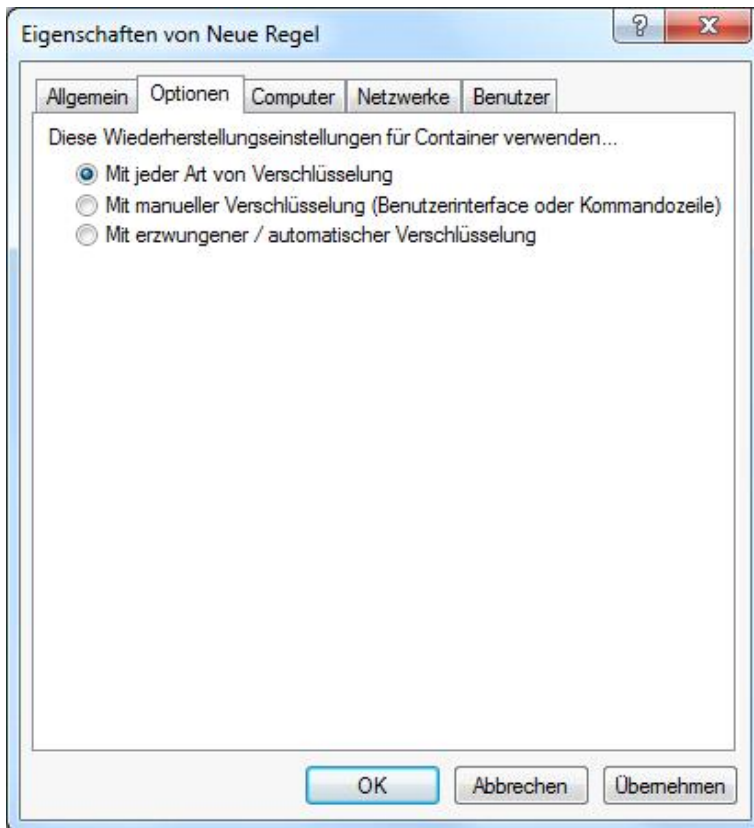 Eigenschaften von Neue Regel
Allgemein Optionen Computer Netzwerke Benutzer
Diese Wiederherstellungseinstellungen für Container verwenden...
Mit jeder Art von Verschlüsselung
Mit manueller Verschlüsselung (Benutzerinterface oder Kommandozeile)
Mit erzwungener / automatischer Verschlüsselung
OK Abbrechen Übernehmen